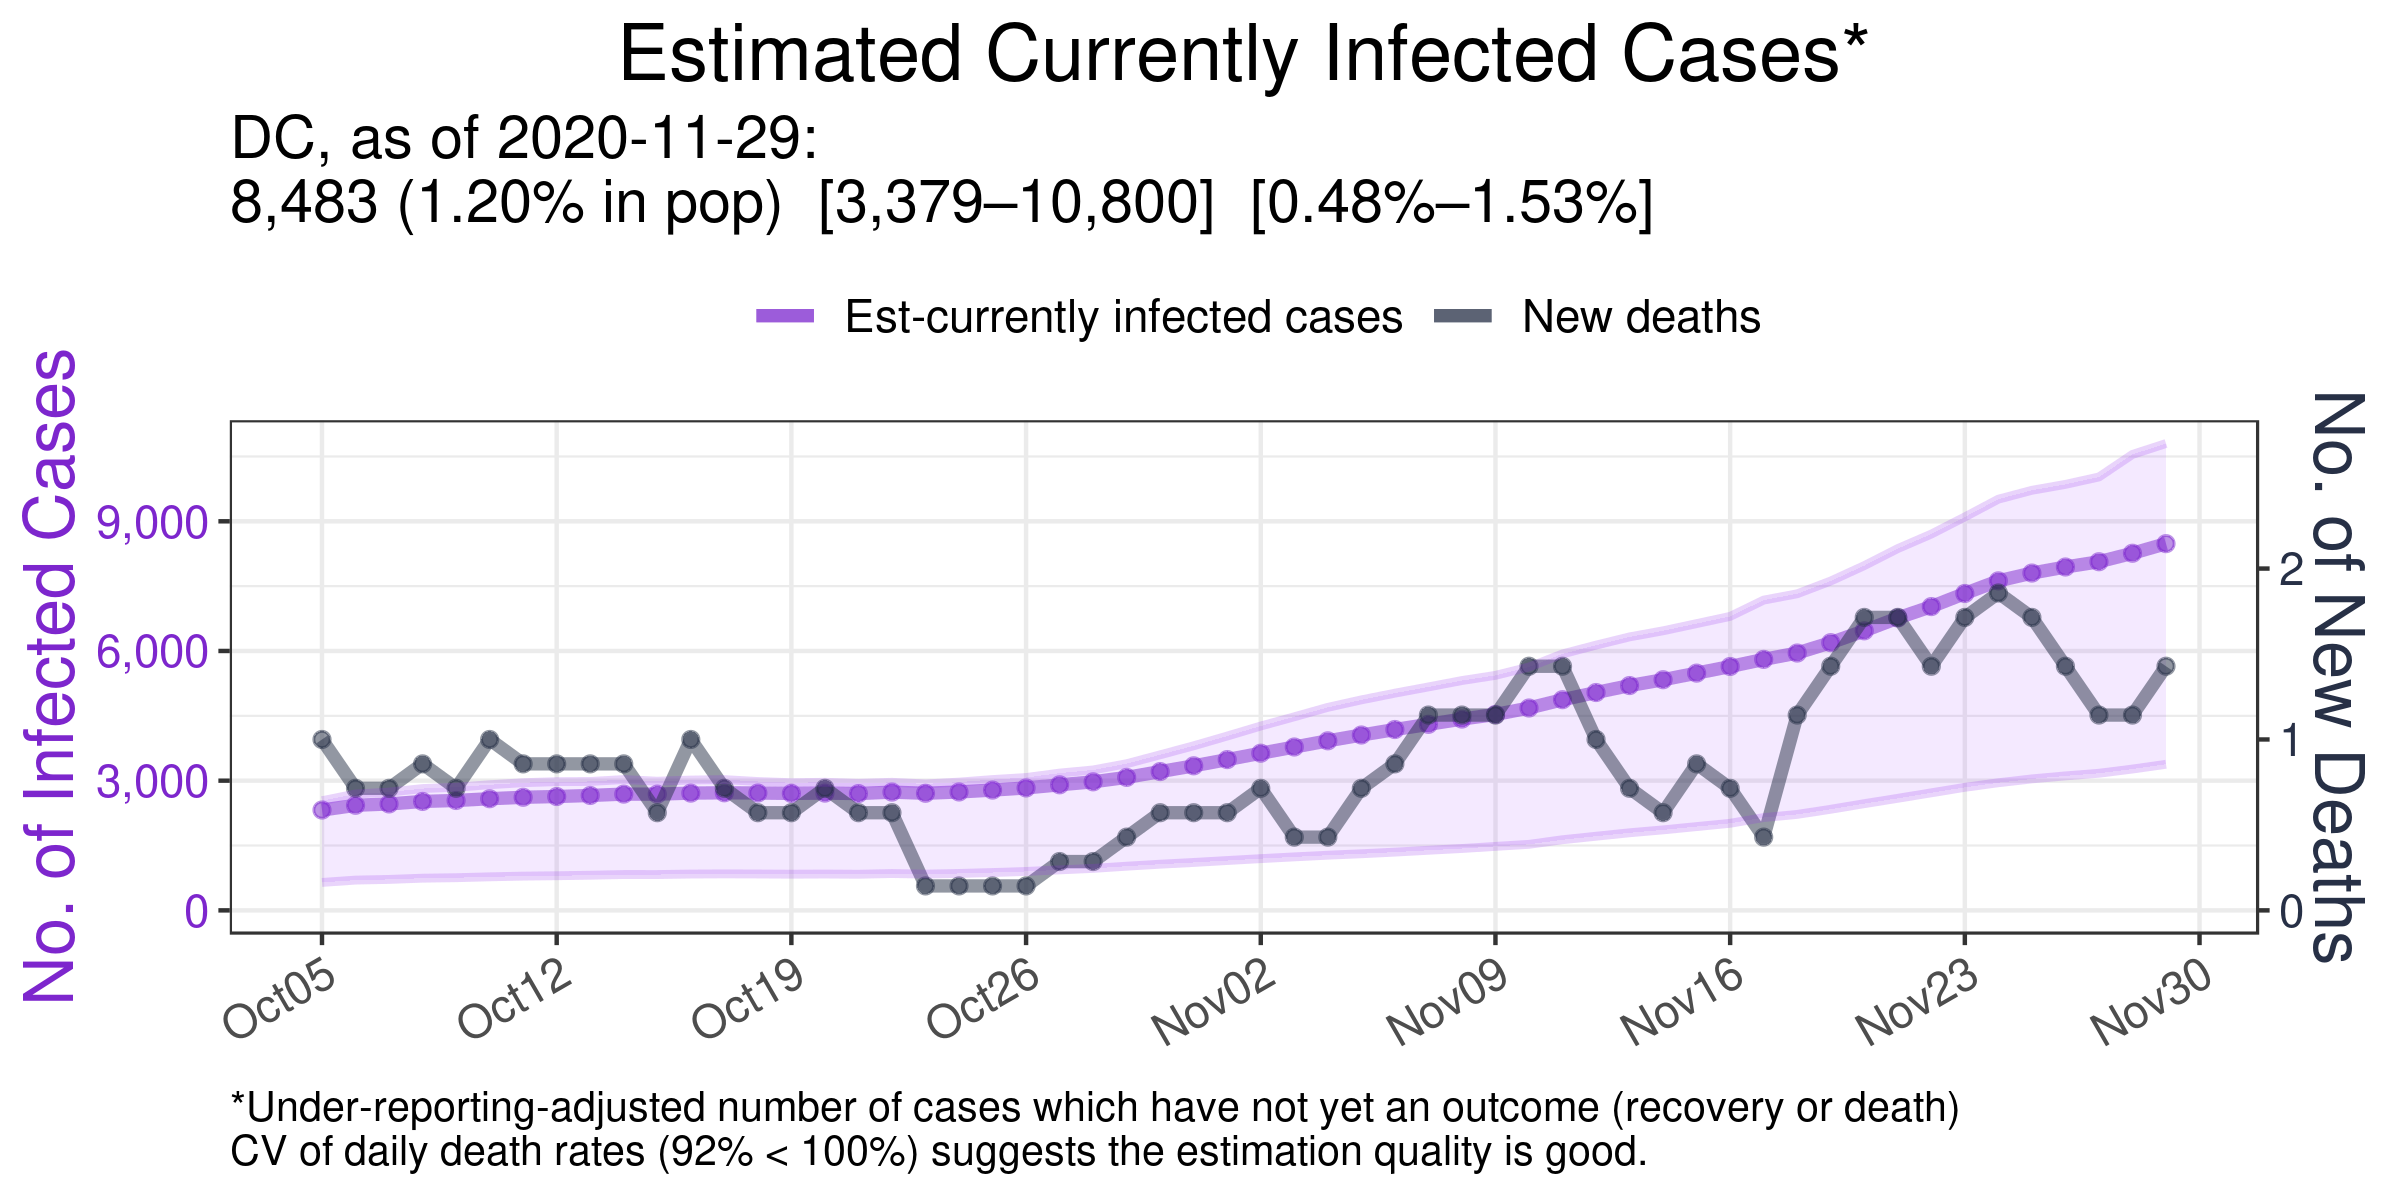 Estimated Currently Infected Cases*
DC, as of 2020-11-29:
8,483 (1.20% in pop)  [3,379–10,800]  [0.48%–1.53%]
Est-currently infected cases
New deaths
No. of Infected Cases
9,000
6,000
3,000
0
No. of New Deaths
2
1
0
Oct05
Oct12
Oct19
Oct26
Nov02
Nov09
Nov16
Nov23
Nov30
*Under-reporting-adjusted number of cases which have not yet an outcome (recovery or death)
CV of daily death rates (92% < 100%) suggests the estimation quality is good.